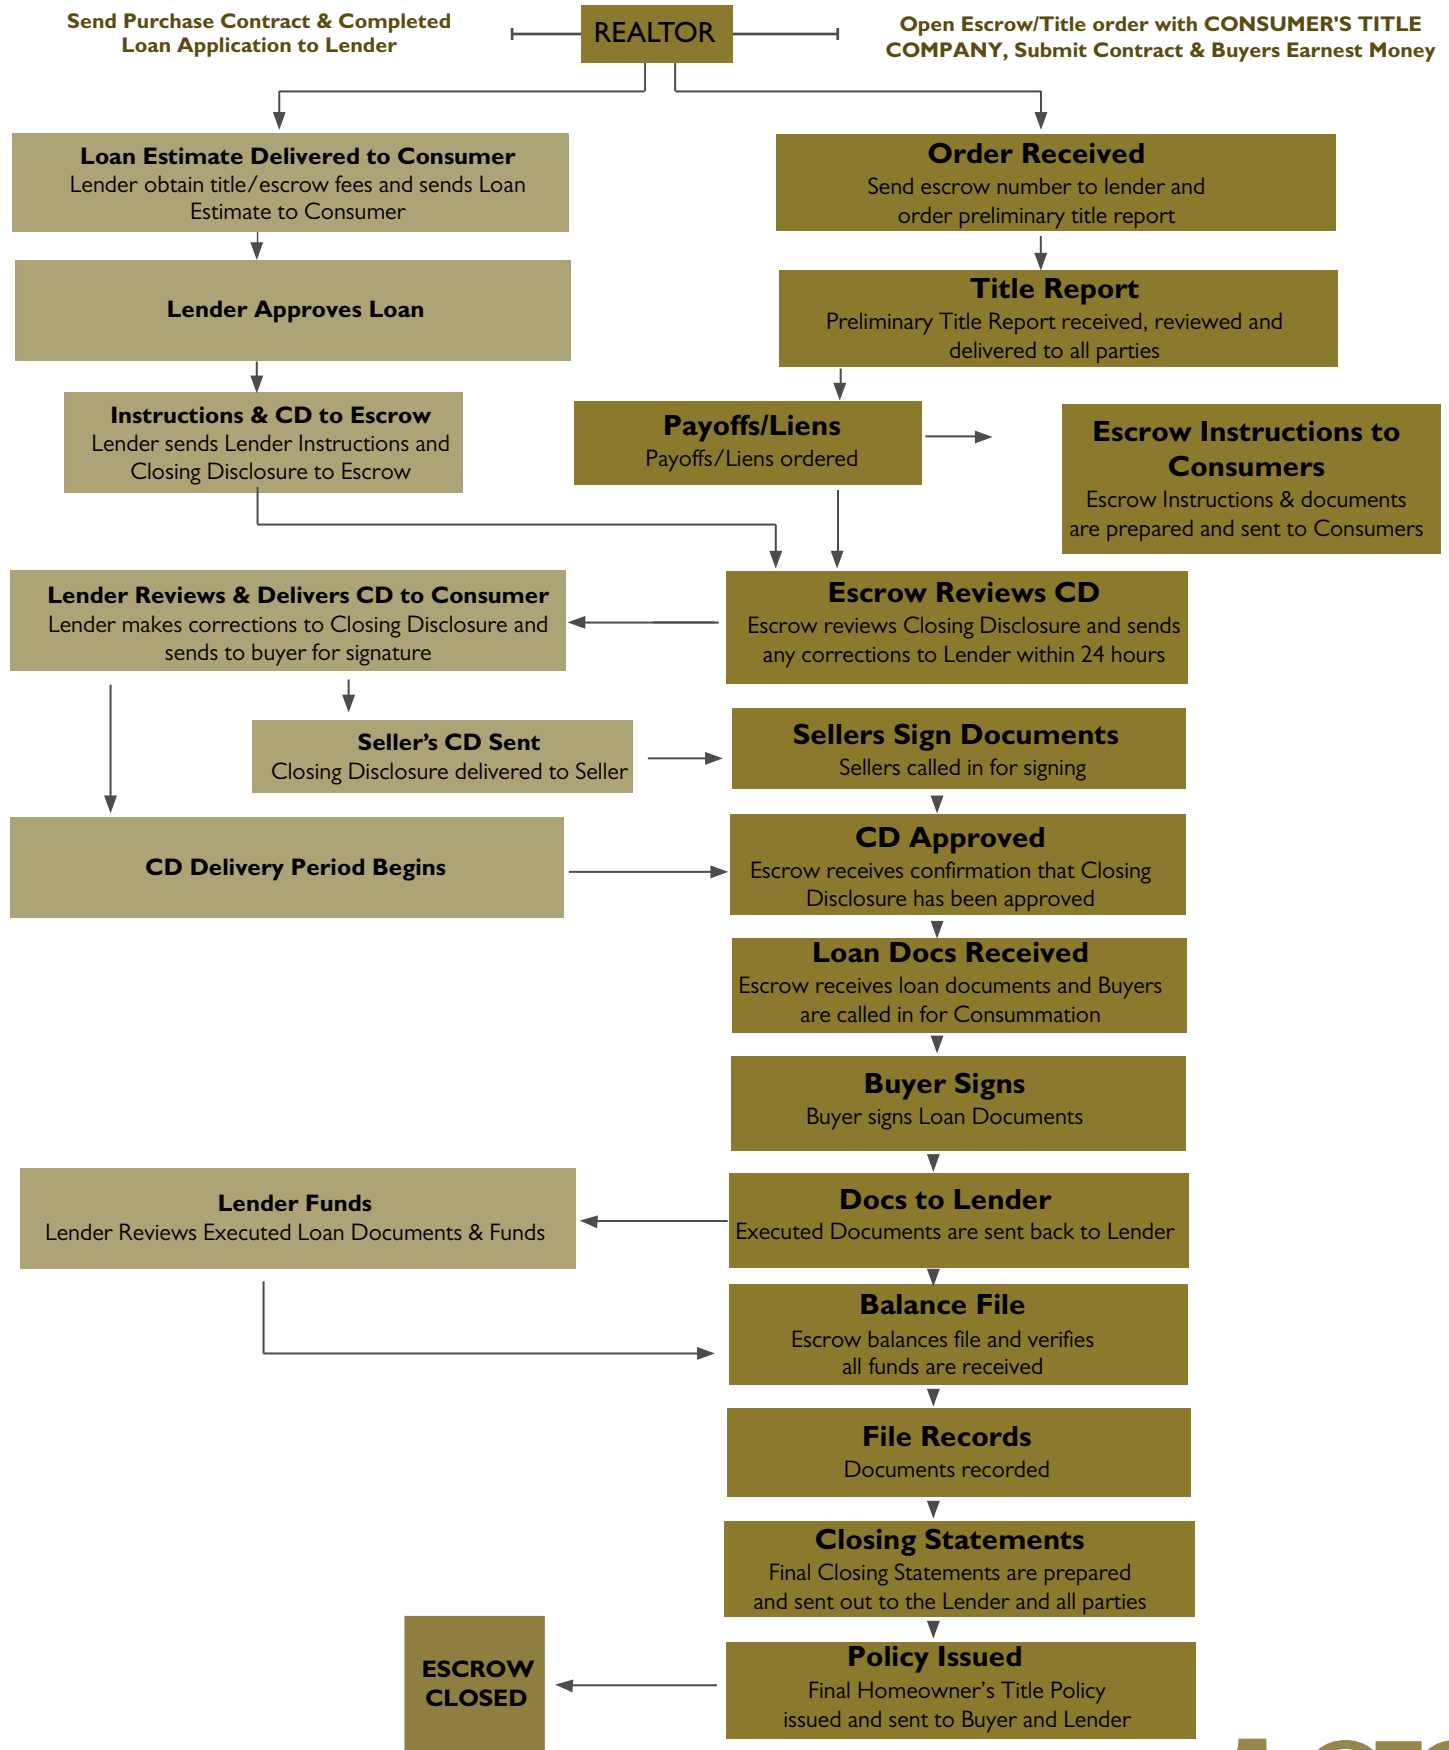 Send Purchase Contract & Completed
Loan Application to Lender
REALTOR
Open Escrow/Title order with CONSUMER'S TITLE
COMPANY, Submit Contract & Buyers Earnest Money
Loan Estimate Delivered to Consumer
Lender obtain title/escrow fees and sends Loan
Estimate to Consumer
Order Received
Send escrow number to lender and
order preliminary title report
Lender Approves Loan
Title Report
Preliminary Title Report received, reviewed and
delivered to all parties
Instructions & CD to Escrow
Lender sends Lender Instructions and
Closing Disclosure to Escrow
Payoffs/Liens
Payoffs/Liens ordered
Escrow Instructions to
Consumers
Escrow Instructions & documents
are prepared and sent to Consumers
Lender Reviews & Delivers CD to Consumer
Lender makes corrections to Closing Disclosure and
sends to buyer for signature
Escrow Reviews CD
Escrow reviews Closing Disclosure and sends
any corrections to Lender within 24 hours
Seller’s CD Sent
Closing Disclosure delivered to Seller
Sellers Sign Documents
Sellers called in for signing
CD Delivery Period Begins
CD Approved
Escrow receives confirmation that Closing
Disclosure has been approved
Loan Docs Received
Escrow receives loan documents and Buyers
are called in for Consummation
Buyer Signs
Buyer signs Loan Documents
Lender Funds
Lender Reviews Executed Loan Documents & Funds
Docs to Lender
Executed Documents are sent back to Lender
Balance File
Escrow balances file and verifies
all funds are received
File Records
Documents recorded
Closing Statements
Final Closing Statements are prepared
and sent out to the Lender and all parties
ESCROW
CLOSED
Policy Issued
Final Homeowner’s Title Policy
issued and sent to Buyer and Lender